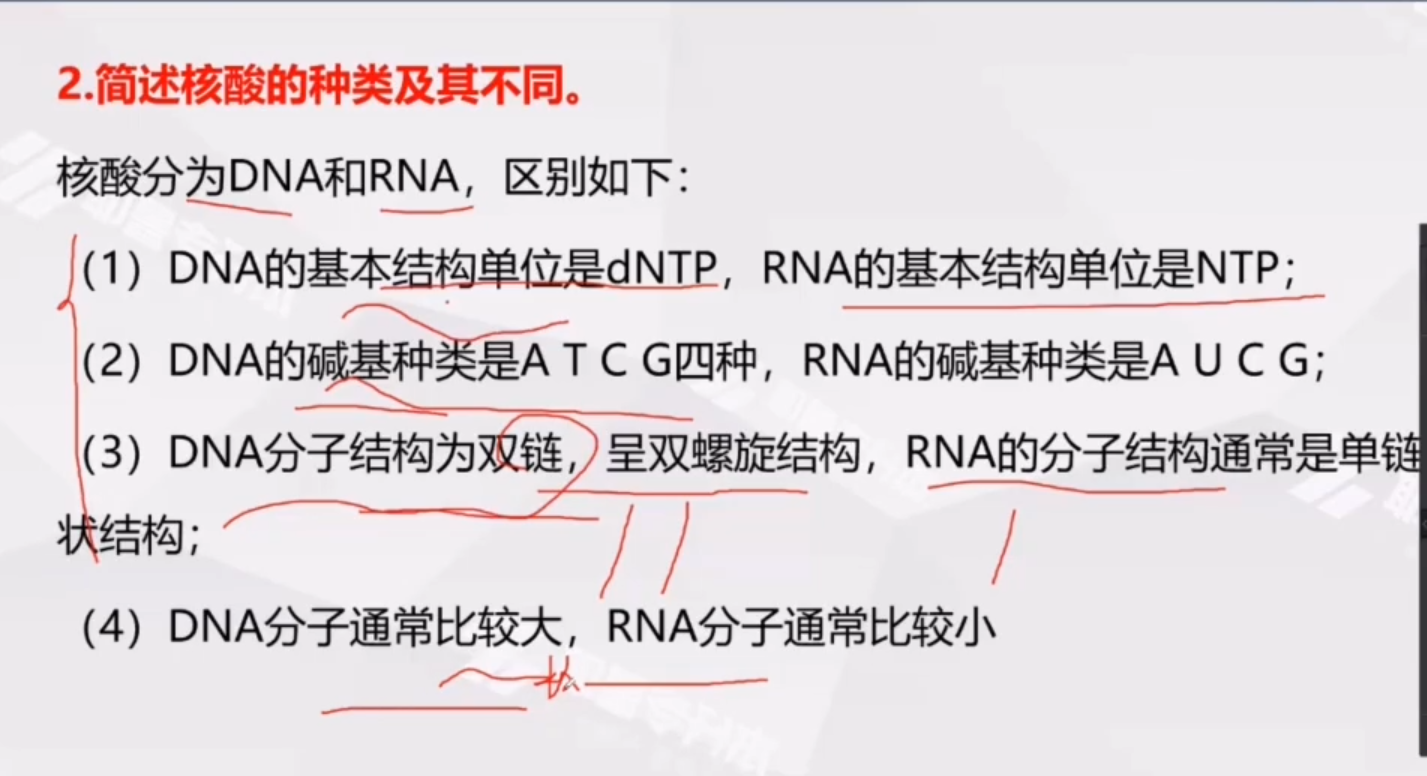 2.简述核酸的种类及其不同。
核酸分为DNA和RNA，区别如下：
（1）DNA的基本结构单位是dNTP，RNA的基本结构单位是NTP；
（2）DNA的碱基种类是A T C G四种，RNA的碱基种类是A U C G；
（3）DNA分子结构为双链，呈双螺旋结构，RNA的分子结构通常是单链
状结构；
（4）DNA分子通常比较大，RNA分子通常比较小